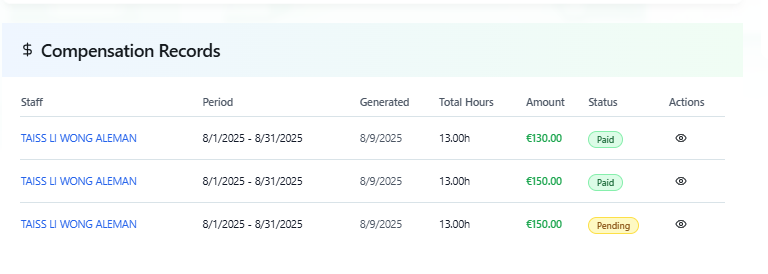 $ Compensation Records
Staff Period Generated Total Hours Amount Status Actions
TAISS LI WONG ALEMAN 8/1/2025 - 8/31/2025 8/9/2025 13.00h €130.00 Paid
TAISS LI WONG ALEMAN 8/1/2025 - 8/31/2025 8/9/2025 13.00h €150.00 Paid
TAISS LI WONG ALEMAN 8/1/2025 - 8/31/2025 8/9/2025 13.00h €150.00 Pending